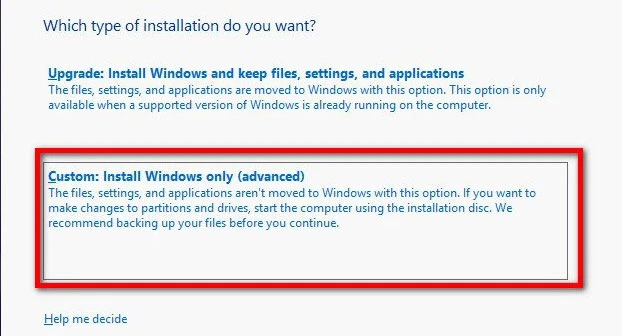 Which type of installation do you want?
Upgrade: Install Windows and keep files, settings, and applications
The files, settings, and applications are moved to Windows with this option. This option is only
available when a supported version of Windows is already running on the computer.
Custom: Install Windows only (advanced)
The files, settings, and applications aren't moved to Windows with this option. If you want to
make changes to partitions and drives, start the computer using the installation disc. We
recommend backing up your files before you continue.
Help me decide